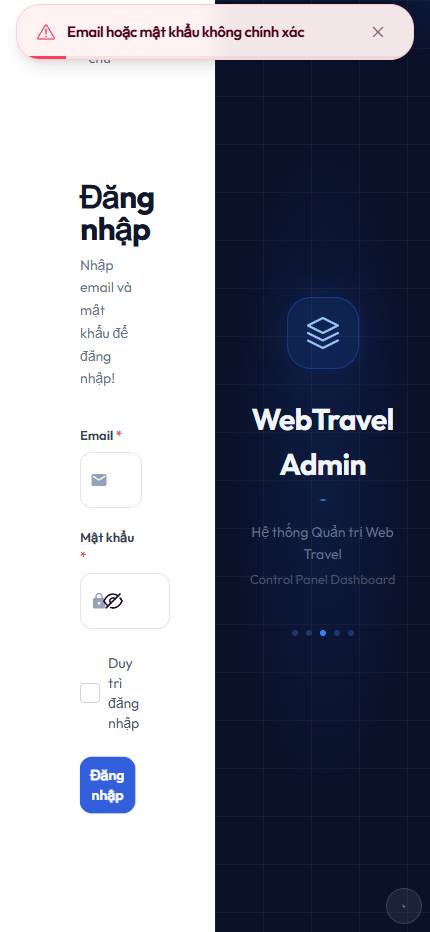 Email hoặc mật khẩu không chính xác
chủ
Đăng
nhập
Nhập
email và
mật
khẩu để
đăng
nhập!
Email *
Mật khẩu
*
Duy
trì
đăng
nhập
Đăng
nhập
WebTravel
Admin
Hệ thống Quản trị Web
Travel
Control Panel Dashboard